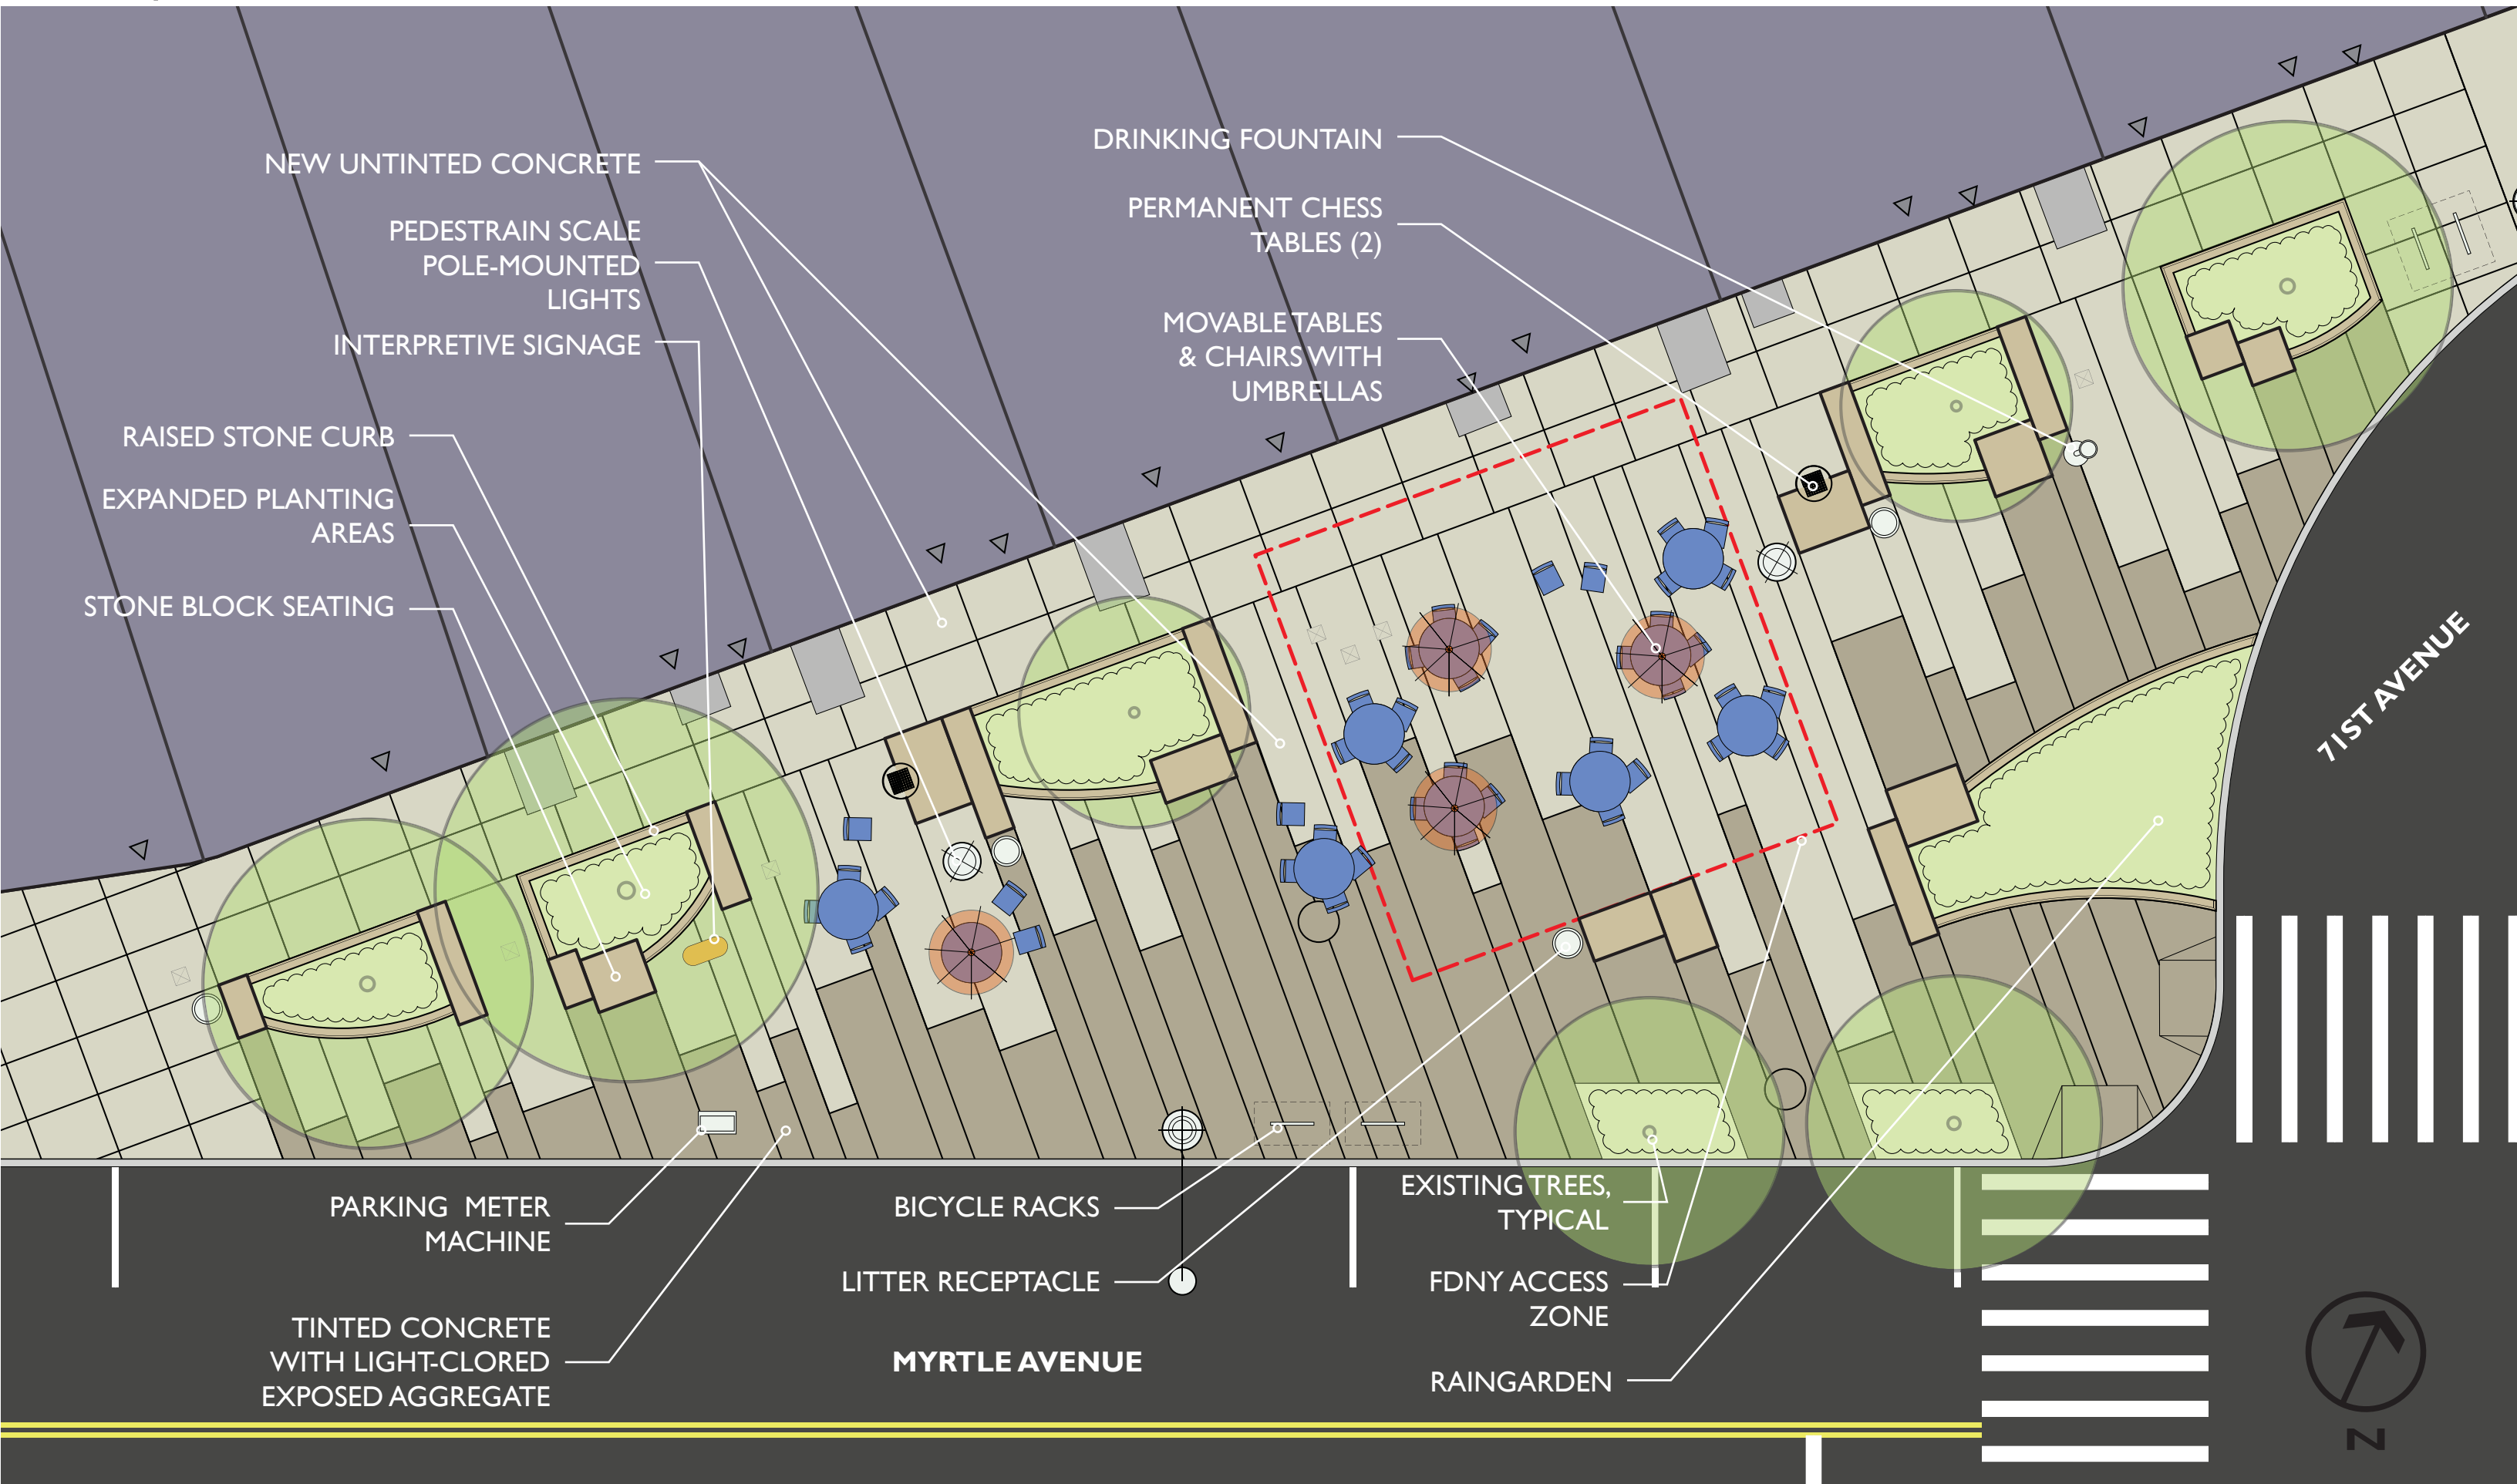 NEW UNTINTED CONCRETE
PEDESTRAIN SCALE
POLE-MOUNTED
LIGHTS
INTERPRETIVE SIGNAGE
RAISED STONE CURB
EXPANDED PLANTING
AREAS
STONE BLOCK SEATING
DRINKING FOUNTAIN
PERMANENT CHESS
TABLES (2)
MOVABLE TABLES
& CHAIRS WITH
UMBRELLAS
71ST AVENUE
PARKING METER
MACHINE
TINTED CONCRETE
WITH LIGHT-CLORED
EXPOSED AGGREGATE
BICYCLE RACKS
LITTER RECEPTACLE
MYRTLE AVENUE
EXISTING TREES,
TYPICAL
FDNY ACCESS
ZONE
RAINGARDEN
N